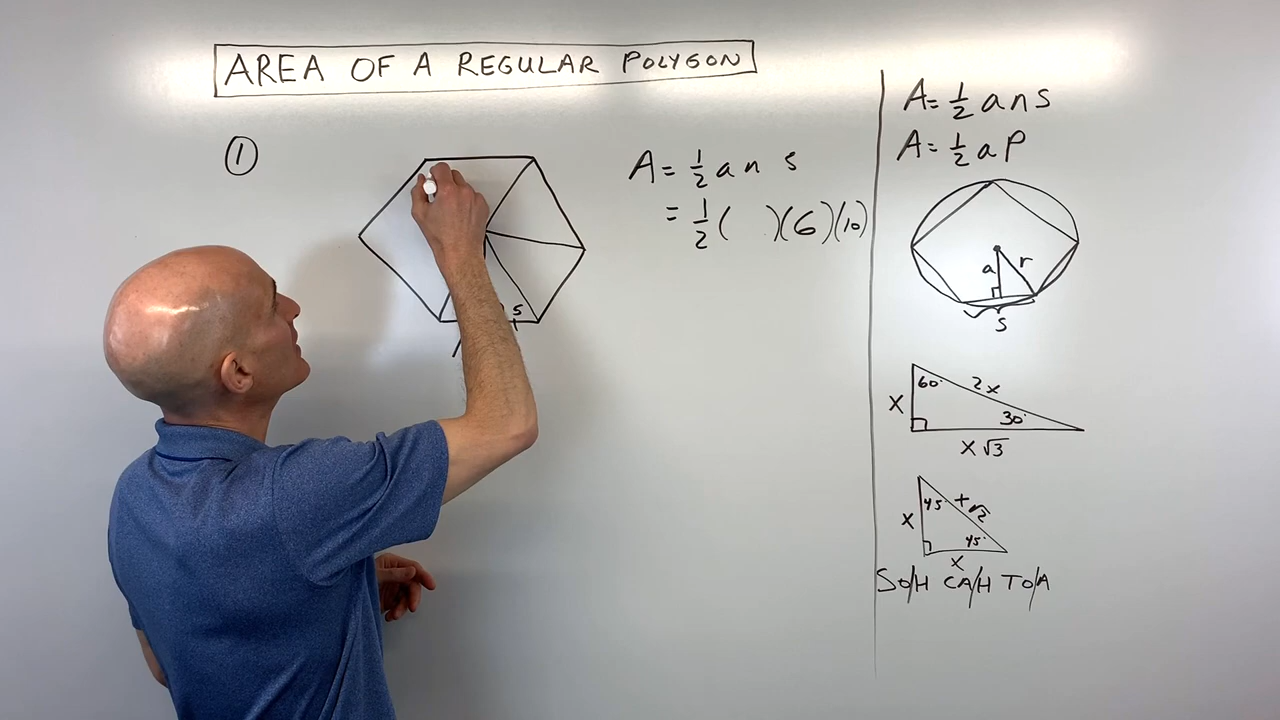 AREA OF A REGULAR POLYGON
①
A = 1/2 a n s
= 1/2 (  )(6)(10)
5
A = 1/2 a n s
A = 1/2 a P
a
r
s
60°
2x
x
30°
x√3
45
x
45°
x
SO/H CA/H TO/A